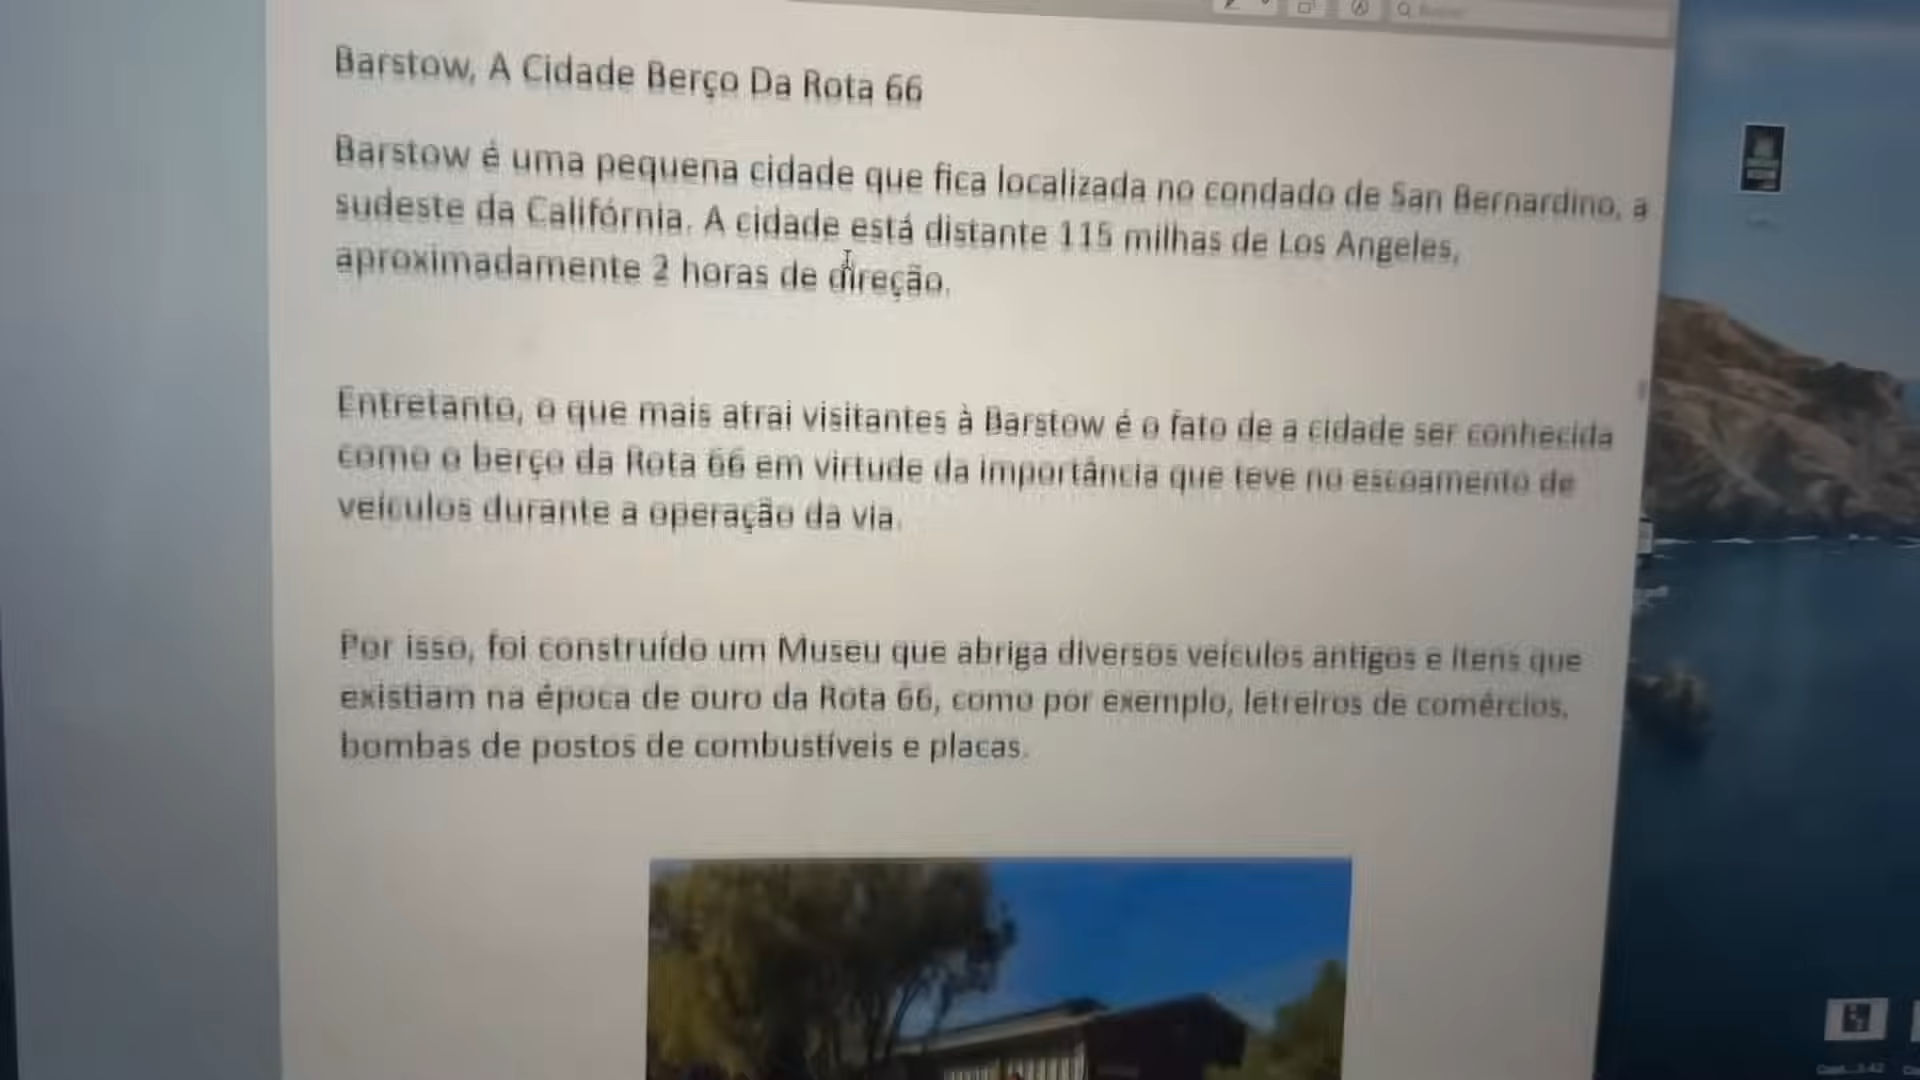 Barstow, A Cidade Berço Da Rota 66
Barstow é uma pequena cidade que fica localizada no condado de San Bernardino, a
sudeste da Califórnia. A cidade está distante 115 milhas de Los Angeles,
aproximadamente 2 horas de direção.
Entretanto, o que mais atrai visitantes à Barstow é o fato de a cidade ser conhecida
como o berço da Rota 66 em virtude da importância que teve no escoamento de
veículos durante a operação da via.
Por isso, foi construído um Museu que abriga diversos veículos antigos e itens que
existiam na época de ouro da Rota 66, como por exemplo, letreiros de comércios,
bombas de postos de combustíveis e placas.